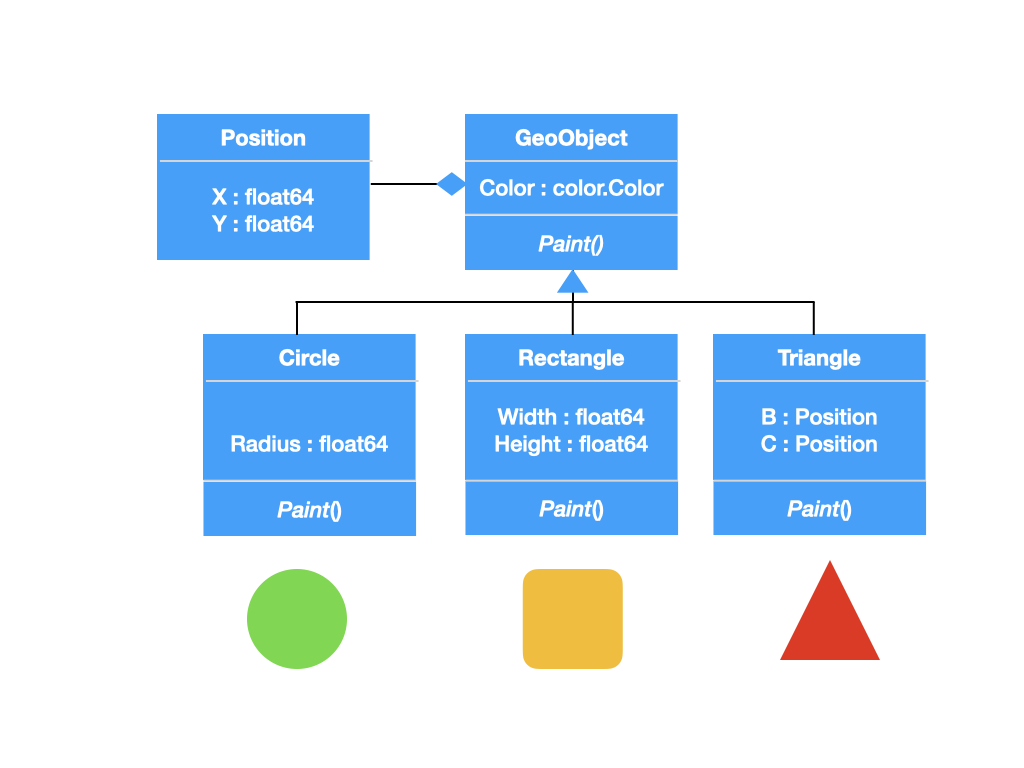 Position
X : float64
Y : float64
GeoObject
Color : color.Color
Paint()
Circle
Radius : float64
Paint()
Rectangle
Width : float64
Height : float64
Paint()
Triangle
B : Position
C : Position
Paint()